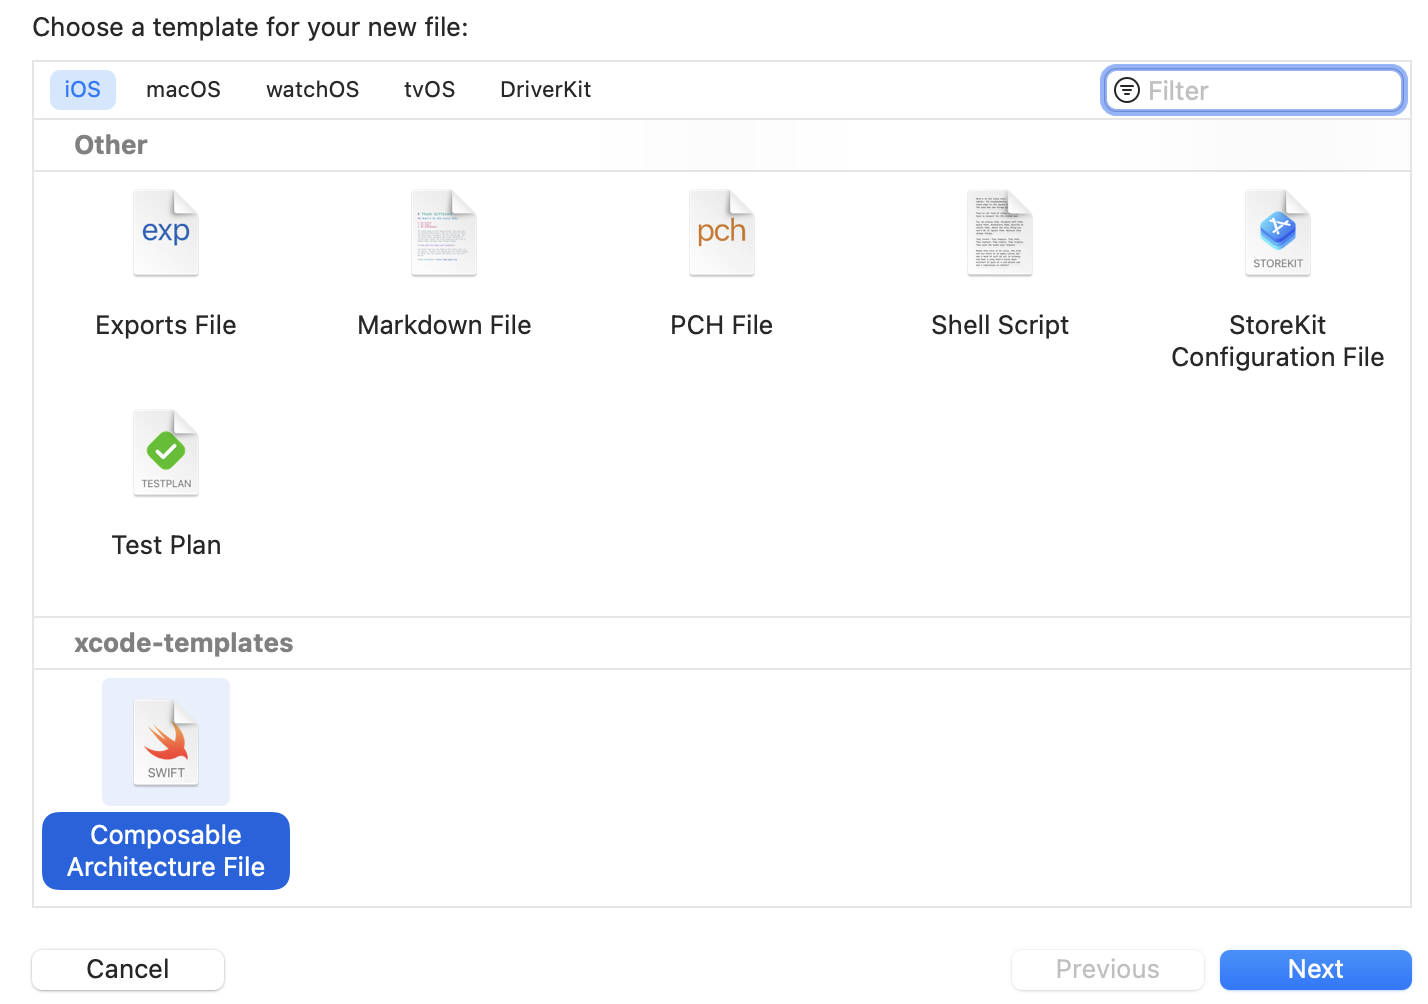 Choose a template for your new file:
iOS macOS watchOS tvOS DriverKit Filter
Other
exp
pch
STOREKIT
Exports File Markdown File PCH File Shell Script StoreKit
Configuration File
TESTPLAN
Test Plan
xcode-templates
SWIFT
Composable
Architecture File
Cancel Previous Next